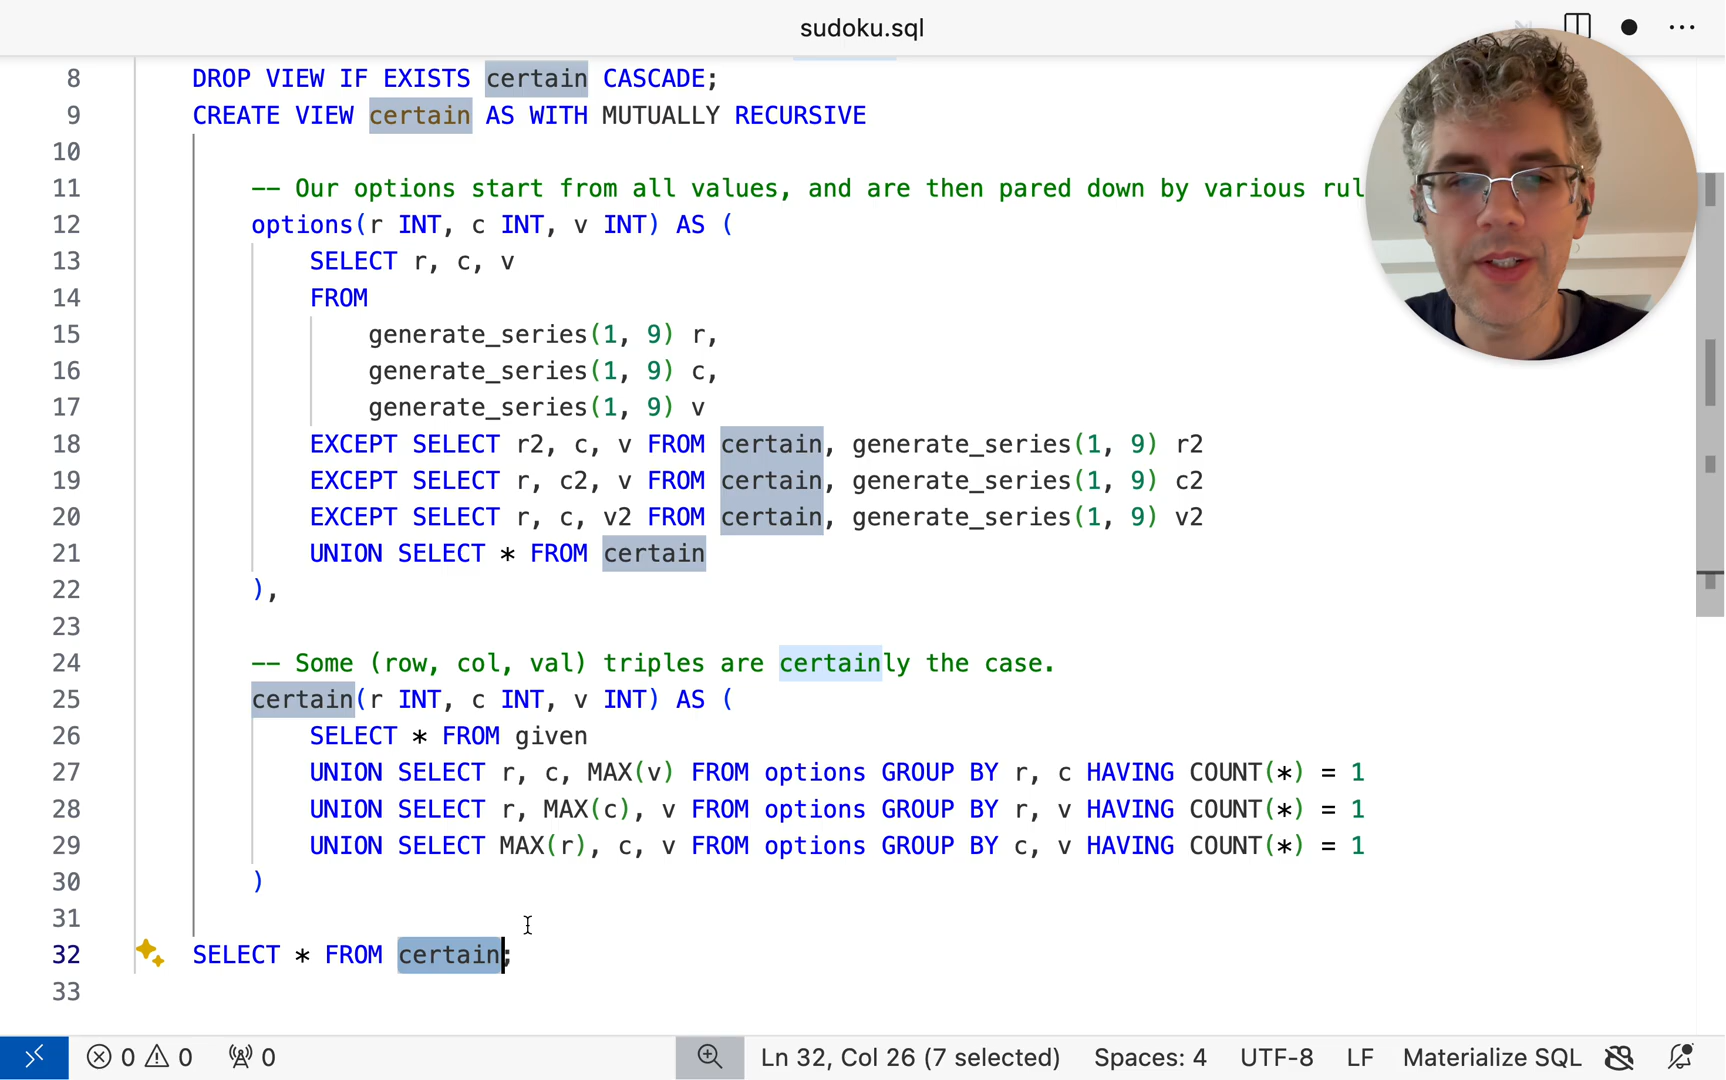 sudoku.sql
8 DROP VIEW IF EXISTS certain CASCADE;
9 CREATE VIEW certain AS WITH MUTUALLY RECURSIVE
10
11 -- Our options start from all values, and are then pared down by various rul
12 options(r INT, c INT, v INT) AS (
13 SELECT r, c, v
14 FROM
15 generate_series(1, 9) r,
16 generate_series(1, 9) c,
17 generate_series(1, 9) v
18 EXCEPT SELECT r2, c, v FROM certain, generate_series(1, 9) r2
19 EXCEPT SELECT r, c2, v FROM certain, generate_series(1, 9) c2
20 EXCEPT SELECT r, c, v2 FROM certain, generate_series(1, 9) v2
21 UNION SELECT * FROM certain
22 ),
23
24 -- Some (row, col, val) triples are certainly the case.
25 certain(r INT, c INT, v INT) AS (
26 SELECT * FROM given
27 UNION SELECT r, c, MAX(v) FROM options GROUP BY r, c HAVING COUNT(*) = 1
28 UNION SELECT r, MAX(c), v FROM options GROUP BY r, v HAVING COUNT(*) = 1
29 UNION SELECT MAX(r), c, v FROM options GROUP BY c, v HAVING COUNT(*) = 1
30 )
31
32 SELECT * FROM certain;
33
0 0 0 Ln 32, Col 26 (7 selected) Spaces: 4 UTF-8 LF Materialize SQL